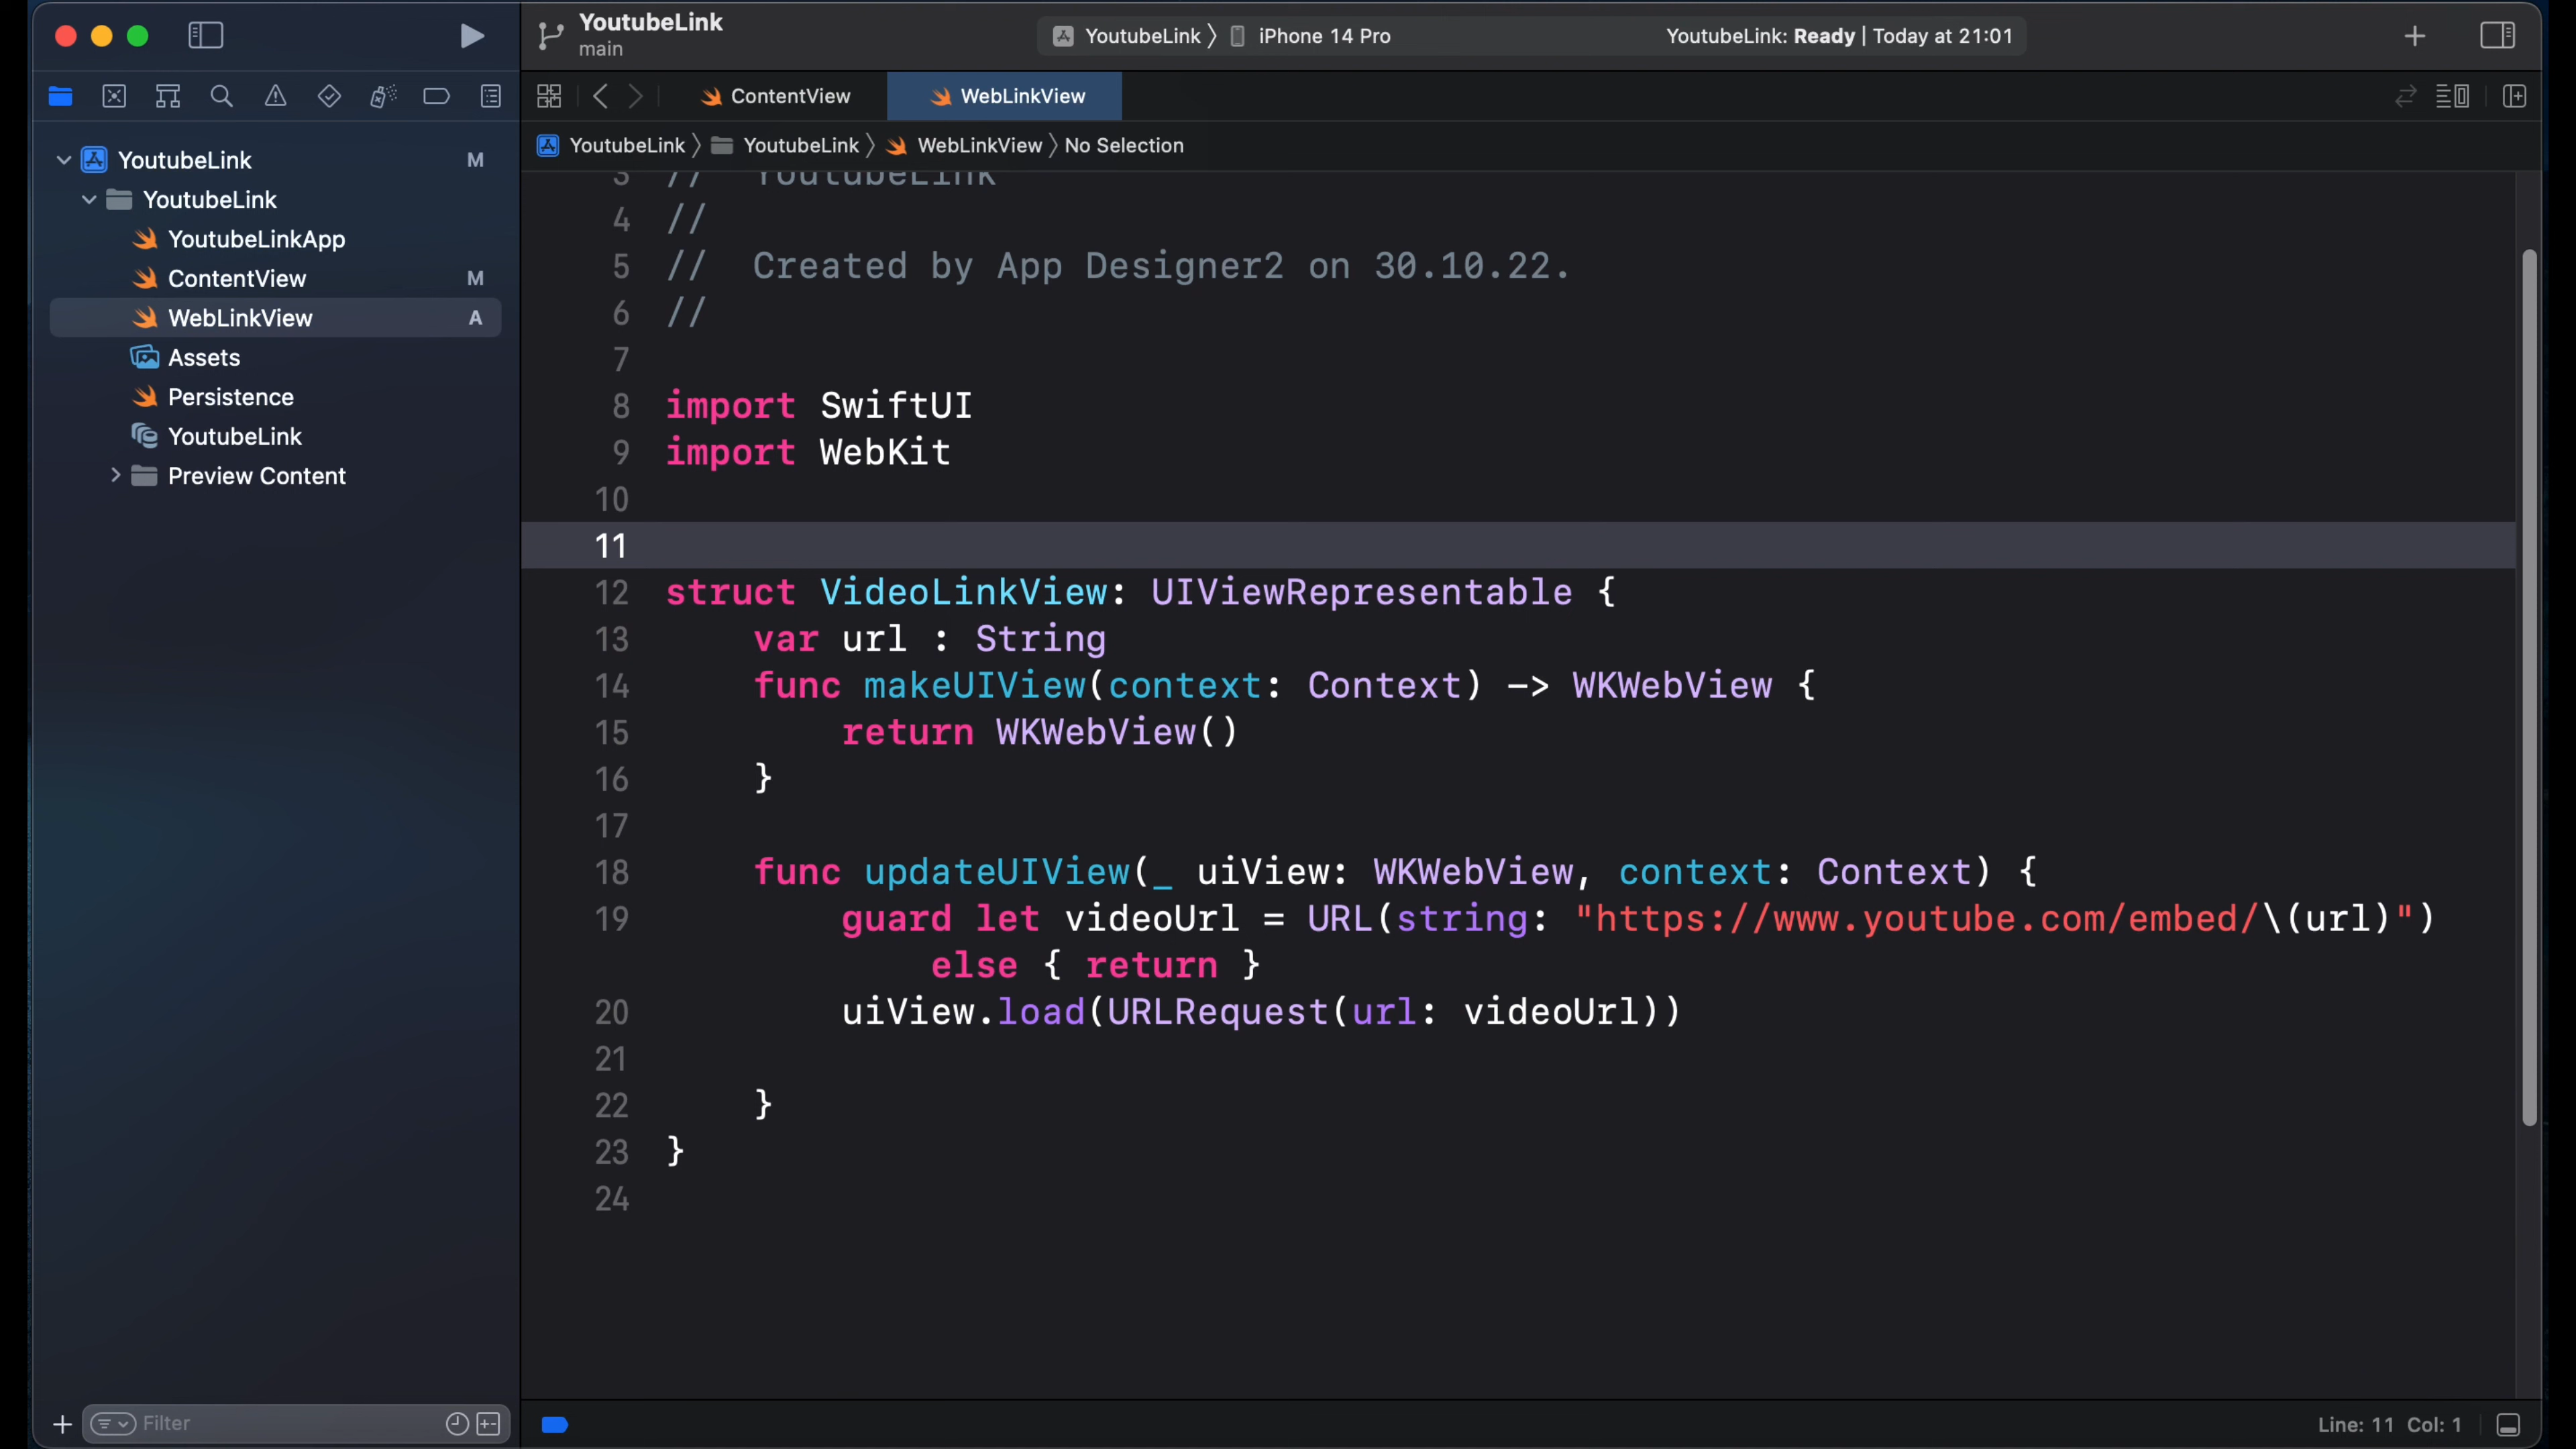 YoutubeLink
main
YoutubeLink
iPhone 14 Pro
YoutubeLink: Ready | Today at 21:01
ContentView
WebLinkView
YoutubeLink
YoutubeLink
WebLinkView
No Selection
YoutubeLink M
YoutubeLink
YoutubeLinkApp
ContentView M
WebLinkView A
Assets
Persistence
YoutubeLink
Preview Content
3 // YoutubeLink
4 //
5 // Created by App Designer2 on 30.10.22.
6 //
7
8 import SwiftUI
9 import WebKit
10
11
12 struct VideoLinkView: UIViewRepresentable {
13 var url : String
14 func makeUIView(context: Context) -> WKWebView {
15 return WKWebView()
16 }
17
18 func updateUIView(_ uiView: WKWebView, context: Context) {
19 guard let videoUrl = URL(string: "https://www.youtube.com/embed/\(url)")
else { return }
20 uiView.load(URLRequest(url: videoUrl))
21
22 }
23 }
24
Filter
Line: 11 Col: 1